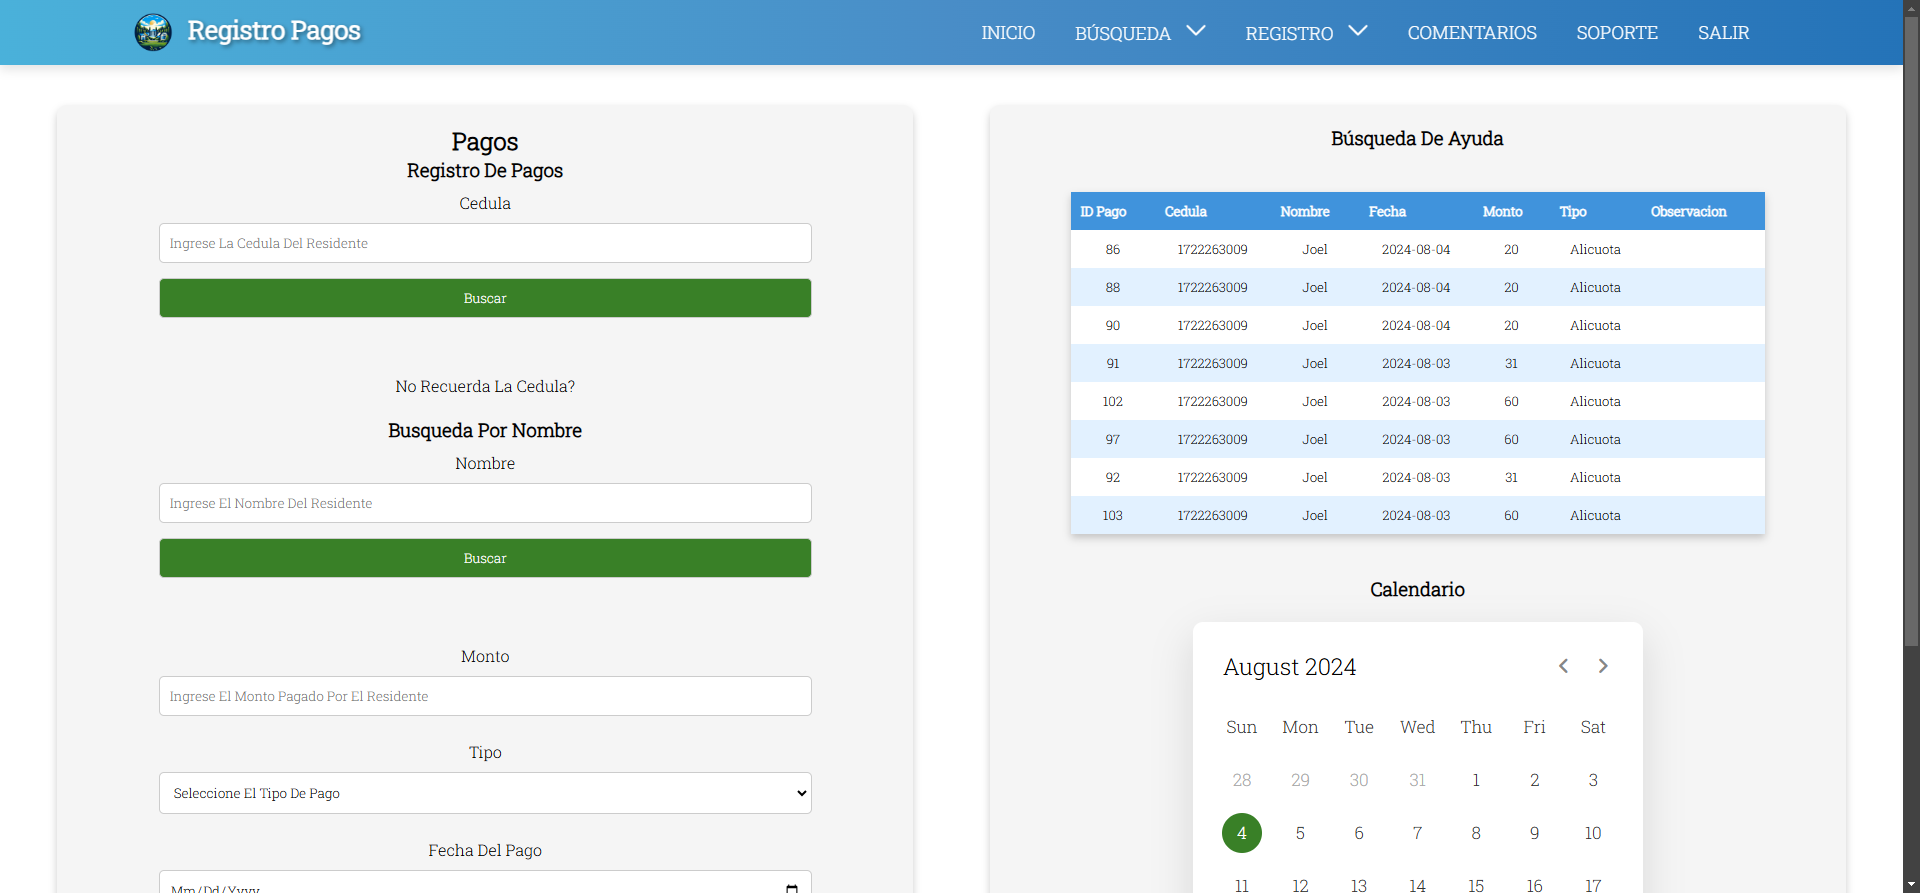 Registro Pagos
INICIO BÚSQUEDA REGISTRO COMENTARIOS SOPORTE SALIR
Pagos
Registro De Pagos
Cedula
Ingrese La Cedula Del Residente
Buscar
No Recuerda La Cedula?
Busqueda Por Nombre
Nombre
Ingrese El Nombre Del Residente
Buscar
Monto
Ingrese El Monto Pagado Por El Residente
Tipo
Seleccione El Tipo De Pago
Fecha Del Pago
Mm/Dd/Yyyy
Búsqueda De Ayuda
ID Pago Cedula Nombre Fecha Monto Tipo Observacion
86 1722263009 Joel 2024-08-04 20 Alicuota
88 1722263009 Joel 2024-08-04 20 Alicuota
90 1722263009 Joel 2024-08-04 20 Alicuota
91 1722263009 Joel 2024-08-03 31 Alicuota
102 1722263009 Joel 2024-08-03 60 Alicuota
97 1722263009 Joel 2024-08-03 60 Alicuota
92 1722263009 Joel 2024-08-03 31 Alicuota
103 1722263009 Joel 2024-08-03 60 Alicuota
Calendario
August 2024
Sun Mon Tue Wed Thu Fri Sat
28 29 30 31 1 2 3
4 5 6 7 8 9 10
11 12 13 14 15 16 17